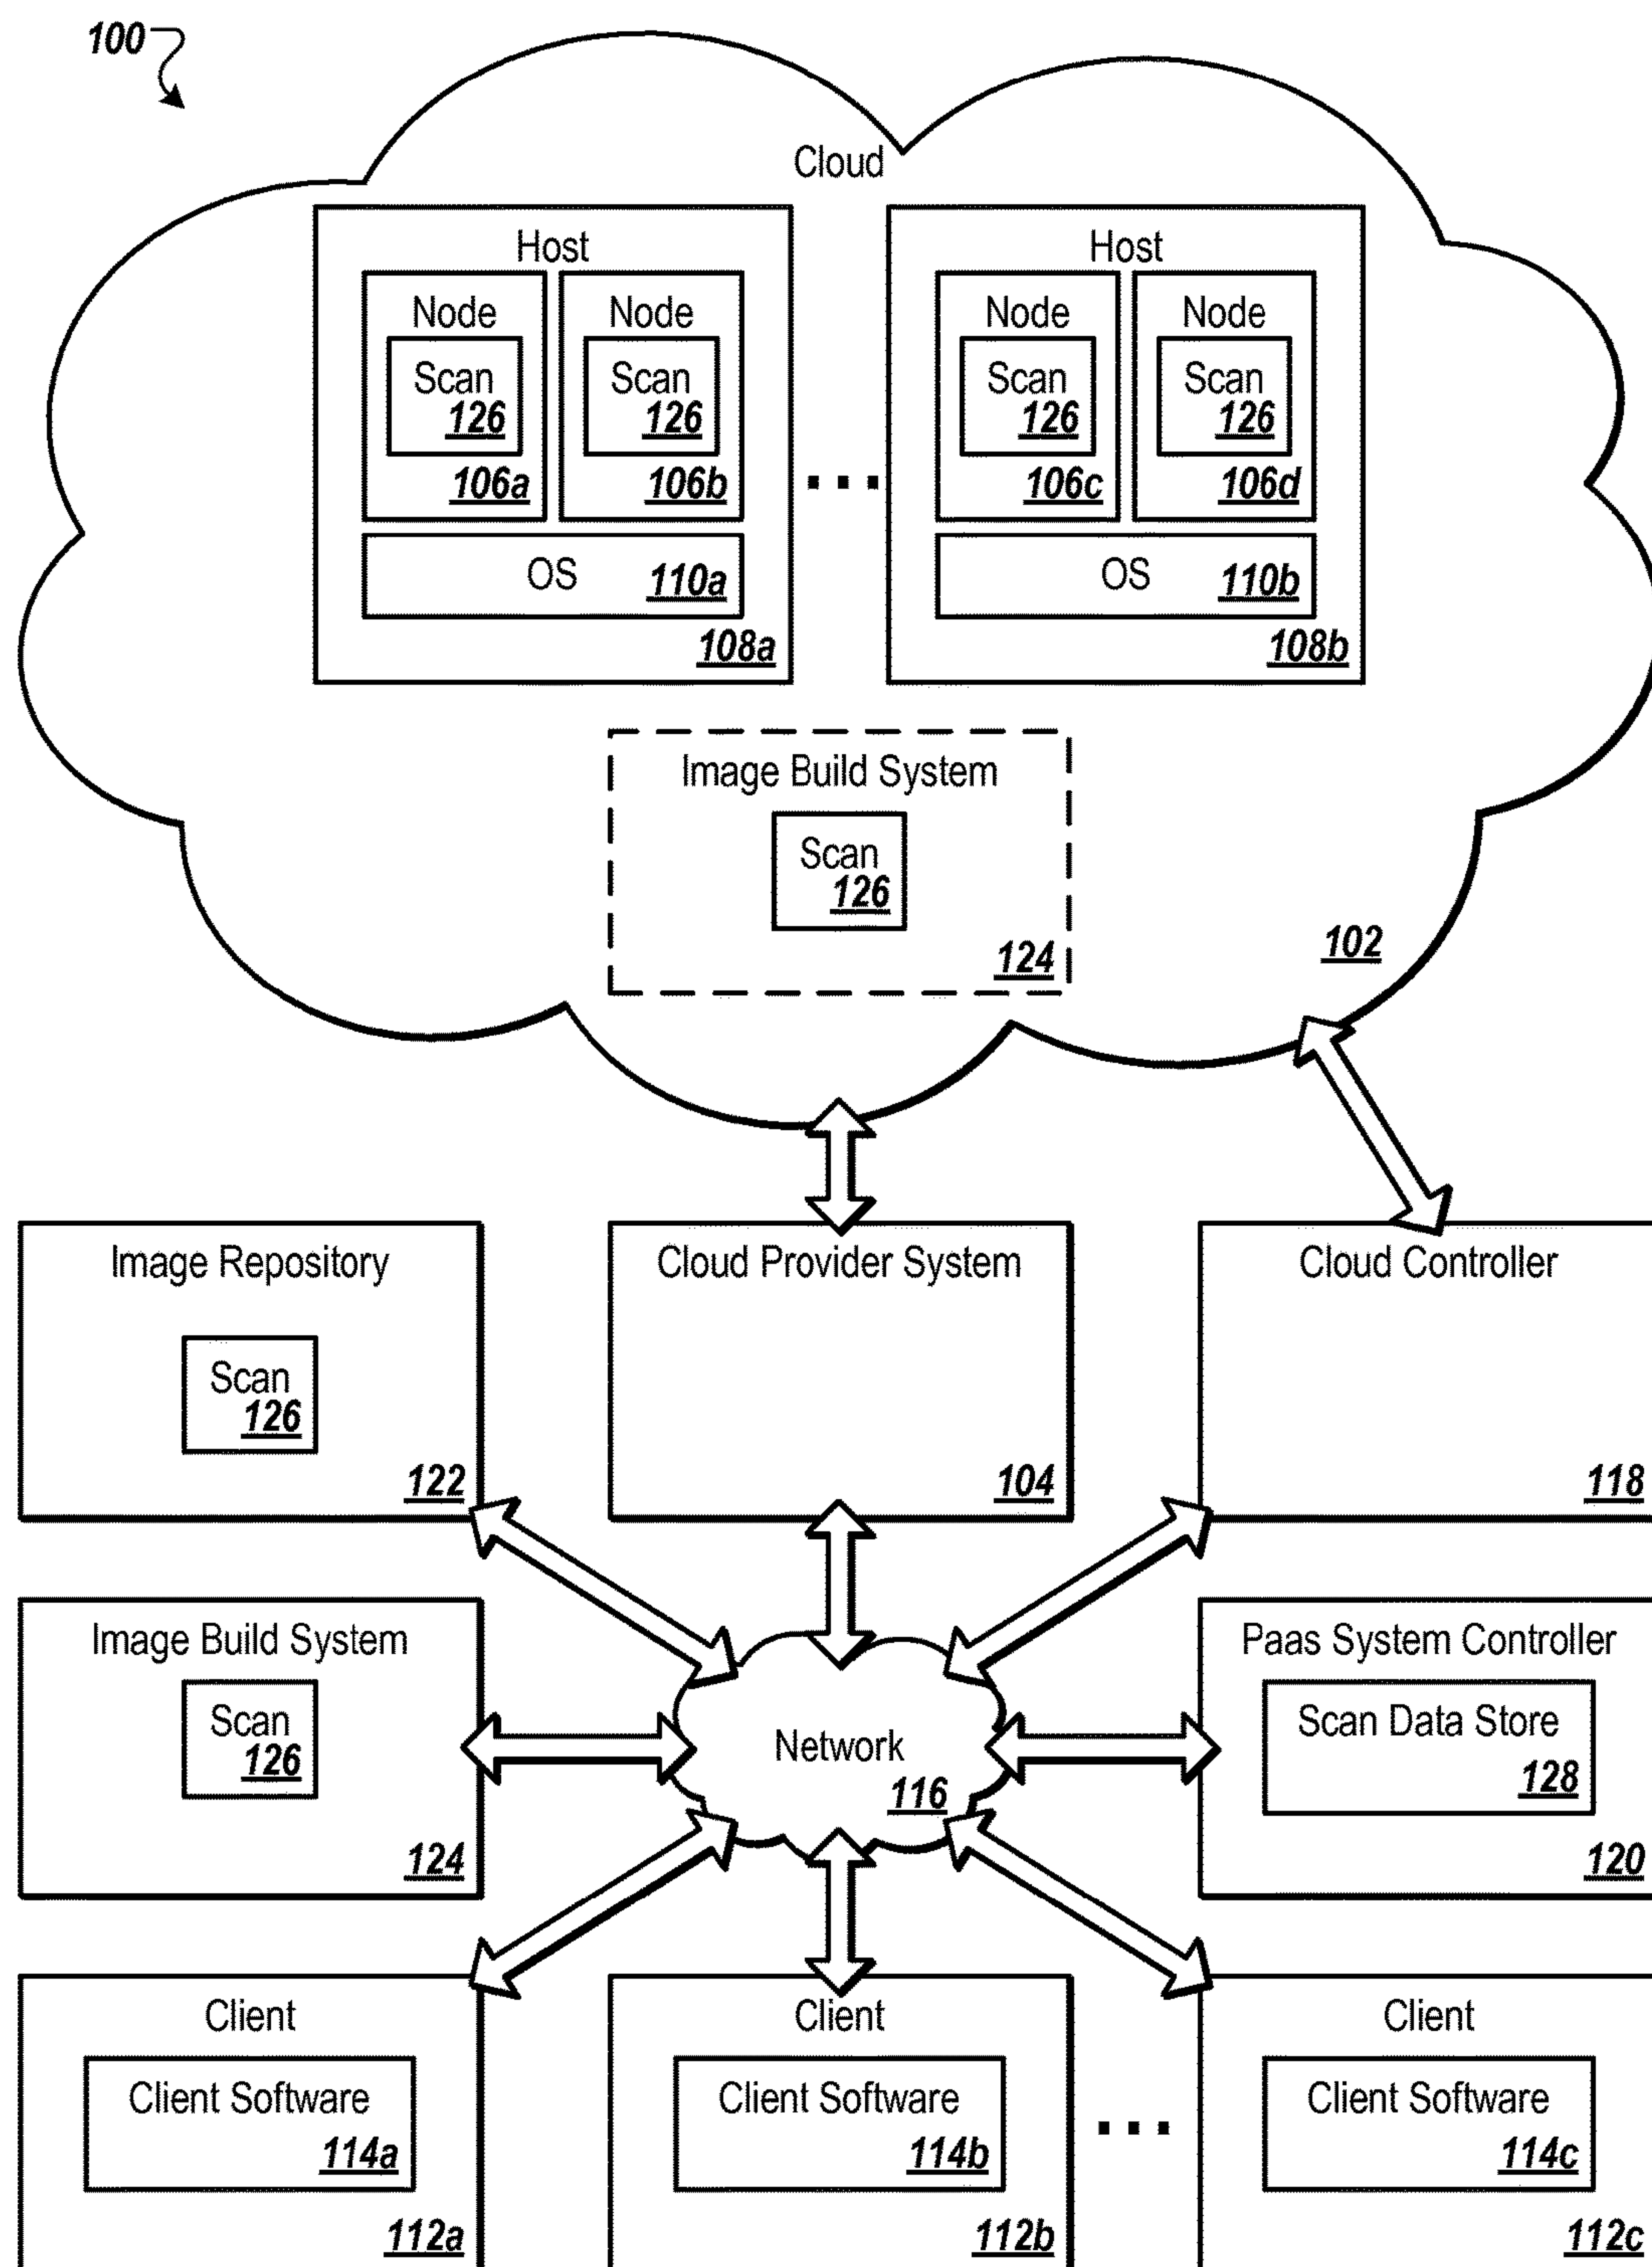 100
Cloud
Host
Host
Node
Node
Node
Node
Scan
Scan
Scan
Scan
126
126
126
126
106a
106b
...
106c
106d
OS
110a
OS
110b
108a
108b
Image Build System
Scan
126
124
102
Image Repository
Scan
126
122
Cloud Provider System
104
Cloud Controller
118
Image Build System
Scan
126
124
Network
116
Paas System Controller
Scan Data Store
128
120
Client
Client Software
114a
112a
Client
Client Software
114b
112b
...
Client
Client Software
114c
112c